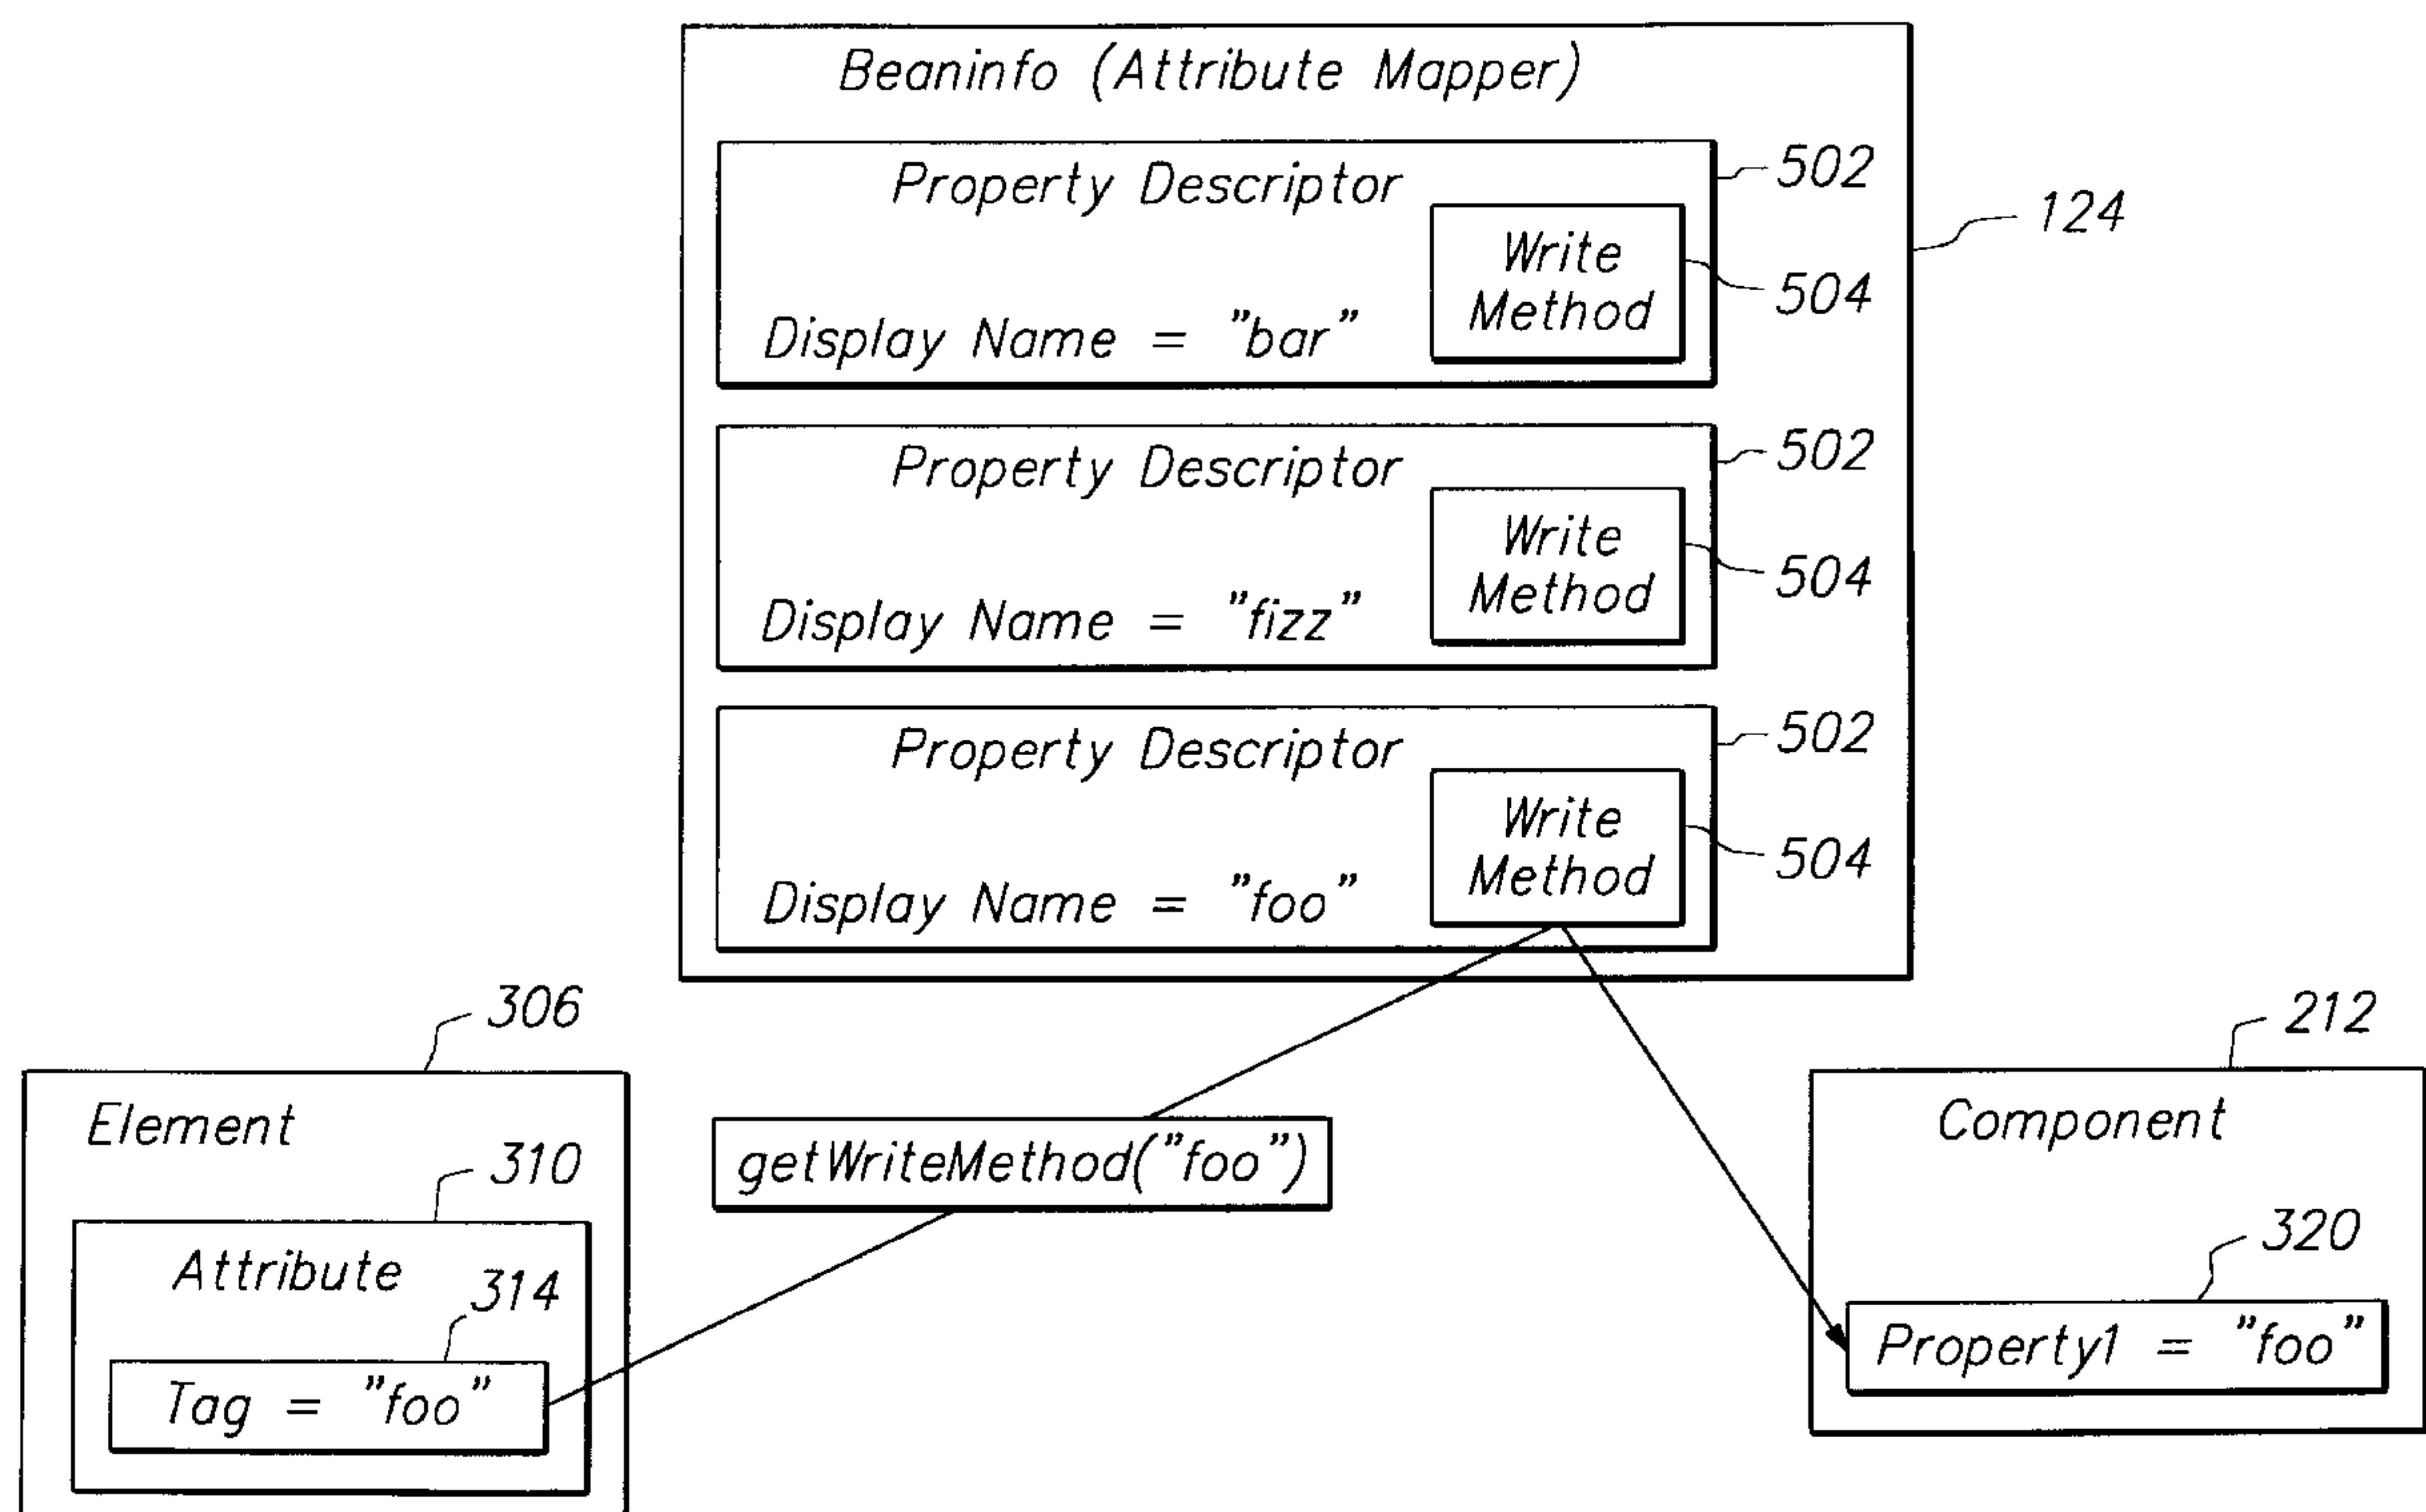 Beaninfo (Attribute Mapper)
Property Descriptor
502
124
Write
Method
504
Display Name = "bar"
Property Descriptor
502
Write
Method
504
Display Name = "fizz"
Property Descriptor
502
Write
Method
504
Display Name = "foo"
306
212
Element
Component
310
getWriteMethod("foo")
Attribute
320
314
Property1 = "foo"
Tag = "foo"